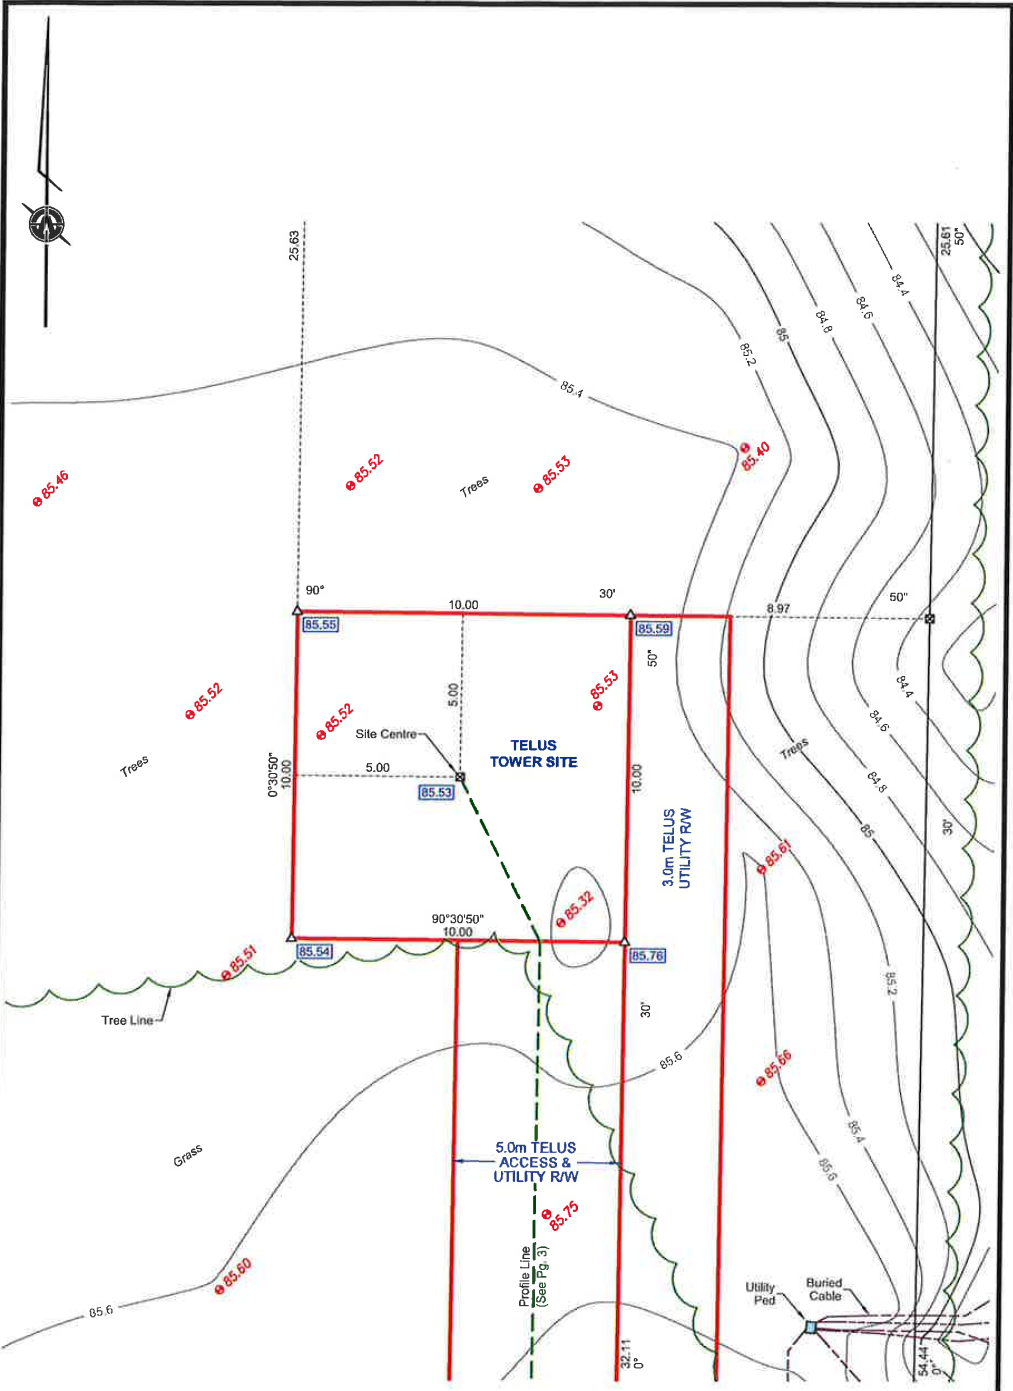 25.63
25.61
50"
84.4
84.6
84.8
85
85.2
85.4
85.46
85.52
Trees
85.53
85.40
90°
10.00
30'
8.97
50"
85.55
85.59
50"
85.52
85.52
85.53
5.00
Site Centre
TELUS
TOWER SITE
Trees
5.00
85.53
0°30'50"
10.00
10.00
3.0m TELUS
UTILITY R/W
Trees
84.4
84.6
84.8
85
30'
85.61
85.32
90°30'50"
10.00
85.54
85.76
85.51
Tree Line
30'
85.2
85.6
85.66
Grass
5.0m TELUS
ACCESS &
UTILITY R/W
85.4
85.6
85.75
Profile Line
(See Pg. 3)
85.60
85.6
Utility
Ped
Buried
Cable
32.11
0°
54.44
0°